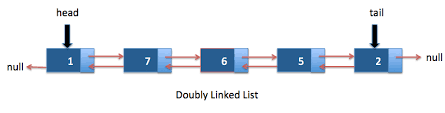 head tail
null 1 7 6 5 2 null
Doubly Linked List